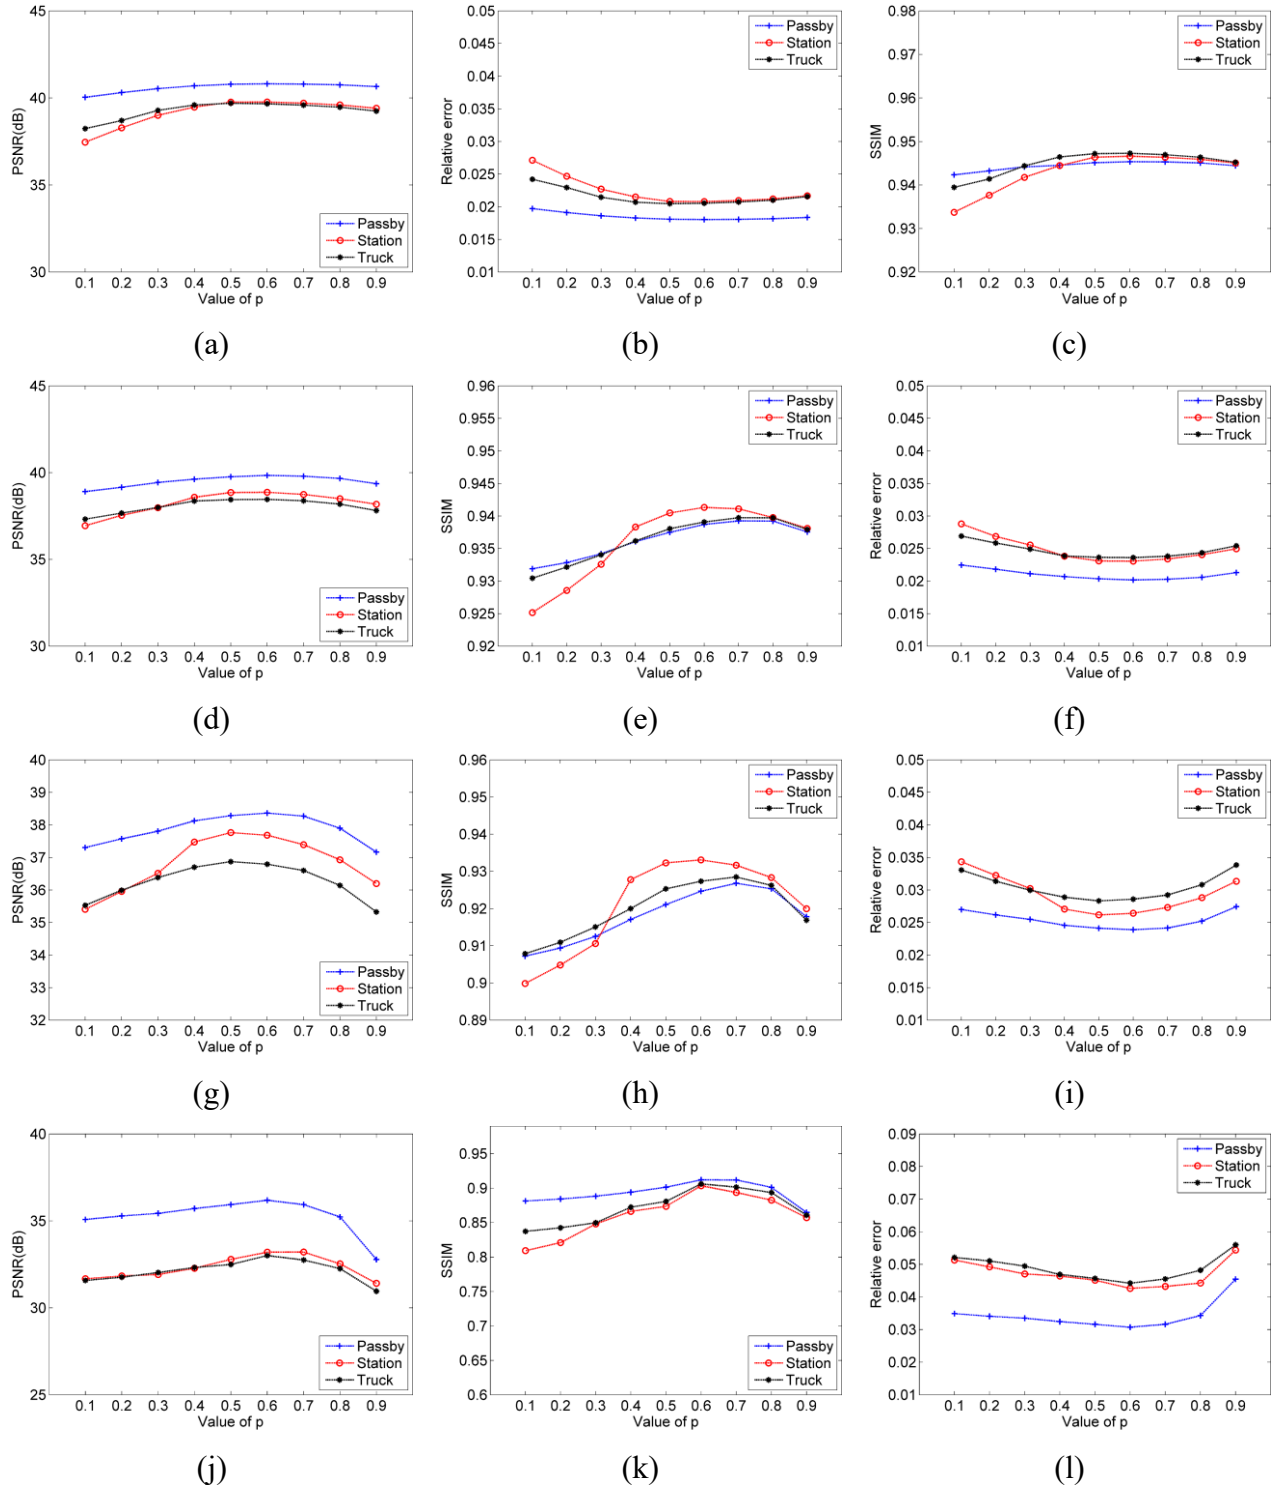 45
40
35
30
PSNR(dB)
0.1 0.2 0.3 0.4 0.5 0.6 0.7 0.8 0.9
Value of p
Passby
Station
Truck
(a)
0.05
0.045
0.04
0.035
0.03
0.025
0.02
0.015
0.01
Relative error
0.1 0.2 0.3 0.4 0.5 0.6 0.7 0.8 0.9
Value of p
Passby
Station
Truck
(b)
0.98
0.97
0.96
0.95
0.94
0.93
0.92
SSIM
0.1 0.2 0.3 0.4 0.5 0.6 0.7 0.8 0.9
Value of p
Passby
Station
Truck
(c)
45
40
35
30
PSNR(dB)
0.1 0.2 0.3 0.4 0.5 0.6 0.7 0.8 0.9
Value of p
Passby
Station
Truck
(d)
0.96
0.955
0.95
0.945
0.94
0.935
0.93
0.925
0.92
SSIM
0.1 0.2 0.3 0.4 0.5 0.6 0.7 0.8 0.9
Value of p
Passby
Station
Truck
(e)
0.05
0.045
0.04
0.035
0.03
0.025
0.02
0.015
0.01
Relative error
0.1 0.2 0.3 0.4 0.5 0.6 0.7 0.8 0.9
Value of p
Passby
Station
Truck
(f)
40
39
38
37
36
35
34
33
32
PSNR(dB)
0.1 0.2 0.3 0.4 0.5 0.6 0.7 0.8 0.9
Value of p
Passby
Station
Truck
(g)
0.96
0.95
0.94
0.93
0.92
0.91
0.9
0.89
SSIM
0.1 0.2 0.3 0.4 0.5 0.6 0.7 0.8 0.9
Value of p
Passby
Station
Truck
(h)
0.05
0.045
0.04
0.035
0.03
0.025
0.02
0.015
0.01
Relative error
0.1 0.2 0.3 0.4 0.5 0.6 0.7 0.8 0.9
Value of p
Passby
Station
Truck
(i)
40
35
30
25
PSNR(dB)
0.1 0.2 0.3 0.4 0.5 0.6 0.7 0.8 0.9
Value of p
Passby
Station
Truck
(j)
0.95
0.9
0.85
0.8
0.75
0.7
0.65
0.6
SSIM
0.1 0.2 0.3 0.4 0.5 0.6 0.7 0.8 0.9
Value of p
Passby
Station
Truck
(k)
0.09
0.08
0.07
0.06
0.05
0.04
0.03
0.02
0.01
Relative error
0.1 0.2 0.3 0.4 0.5 0.6 0.7 0.8 0.9
Value of p
Passby
Station
Truck
(l)